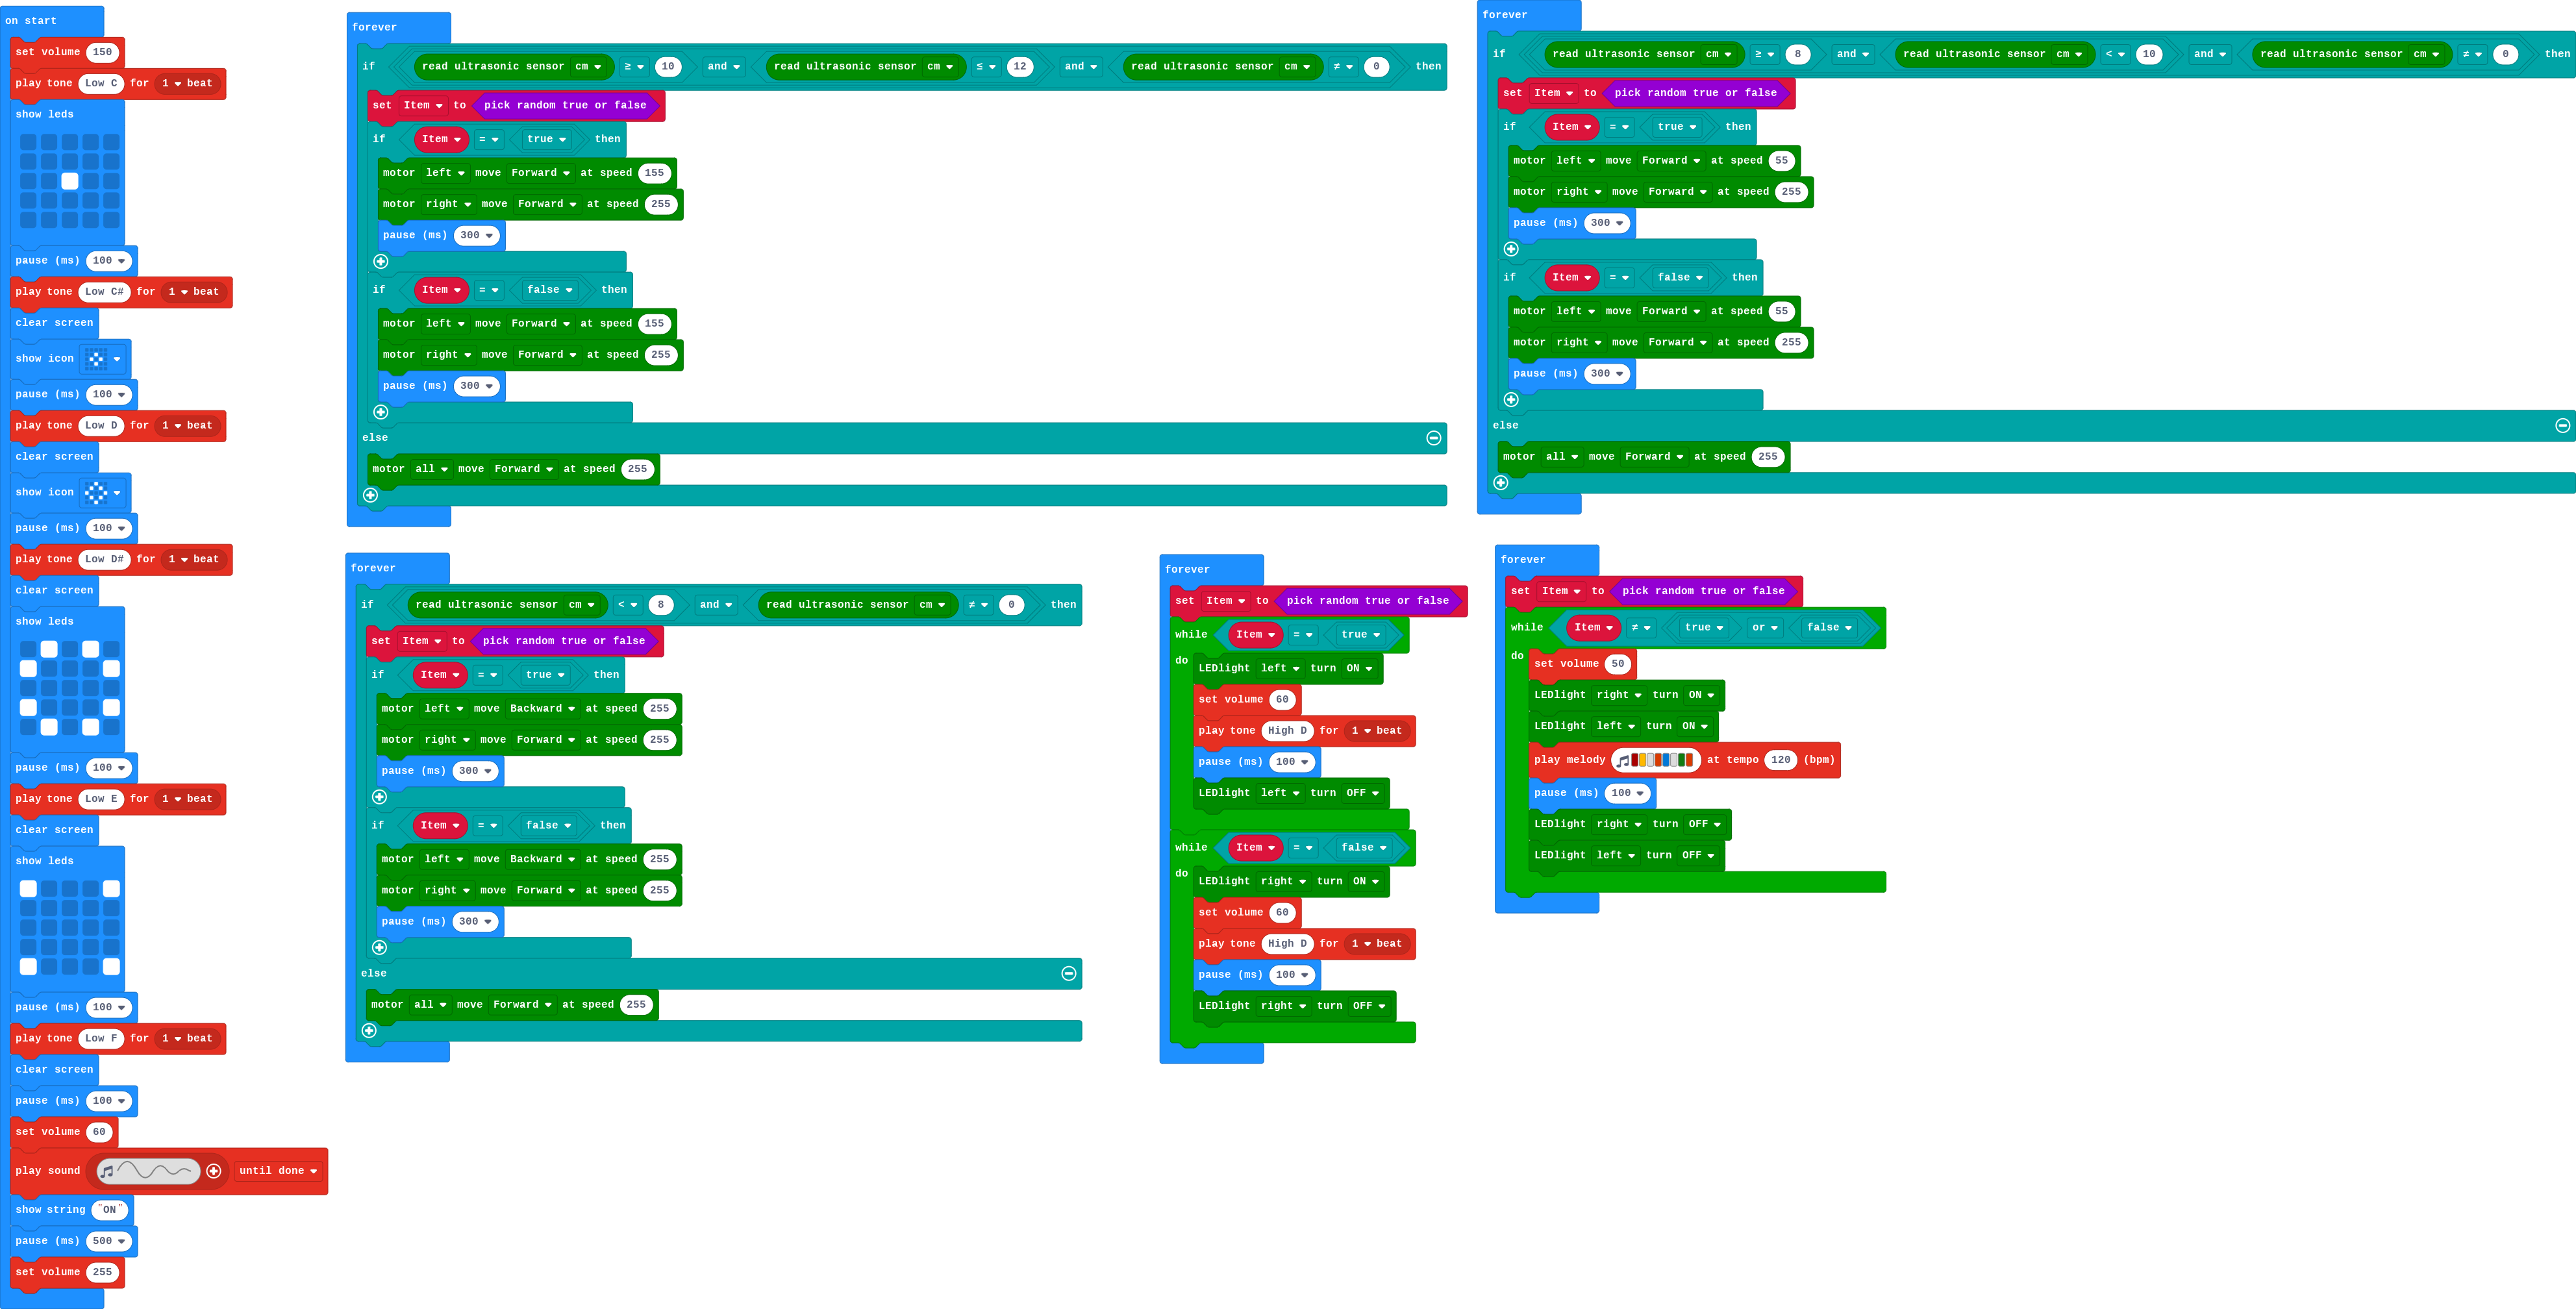 on start
set volume 150
play tone Low C for 1 beat
show leds
pause (ms) 100
play tone Low C# for 1 beat
clear screen
show icon
pause (ms) 100
play tone Low D for 1 beat
clear screen
show icon
pause (ms) 100
play tone Low D# for 1 beat
clear screen
show leds
pause (ms) 100
play tone Low E for 1 beat
clear screen
show leds
pause (ms) 100
play tone Low F for 1 beat
clear screen
pause (ms) 100
set volume 60
play sound until done
show string "ON"
pause (ms) 500
set volume 255
forever
if read ultrasonic sensor cm ≥ 10 and read ultrasonic sensor cm ≤ 12 and read ultrasonic sensor cm ≠ 0 then
set Item to pick random true or false
if Item = true then
motor left move Forward at speed 155
motor right move Forward at speed 255
pause (ms) 300
if Item = false then
motor left move Forward at speed 155
motor right move Forward at speed 255
pause (ms) 300
else
motor all move Forward at speed 255
forever
if read ultrasonic sensor cm ≥ 8 and read ultrasonic sensor cm < 10 and read ultrasonic sensor cm ≠ 0 then
set Item to pick random true or false
if Item = true then
motor left move Forward at speed 55
motor right move Forward at speed 255
pause (ms) 300
if Item = false then
motor left move Forward at speed 55
motor right move Forward at speed 255
pause (ms) 300
else
motor all move Forward at speed 255
forever
if read ultrasonic sensor cm < 8 and read ultrasonic sensor cm ≠ 0 then
set Item to pick random true or false
if Item = true then
motor left move Backward at speed 255
motor right move Forward at speed 255
pause (ms) 300
if Item = false then
motor left move Backward at speed 255
motor right move Forward at speed 255
pause (ms) 300
else
motor all move Forward at speed 255
forever
set Item to pick random true or false
while Item = true
do
LEDlight left turn ON
set volume 60
play tone High D for 1 beat
pause (ms) 100
LEDlight left turn OFF
while Item = false
do
LEDlight right turn ON
set volume 60
play tone High D for 1 beat
pause (ms) 100
LEDlight right turn OFF
forever
set Item to pick random true or false
while Item ≠ true or false
do
set volume 50
LEDlight right turn ON
LEDlight left turn ON
play melody at tempo 120 (bpm)
pause (ms) 100
LEDlight right turn OFF
LEDlight left turn OFF